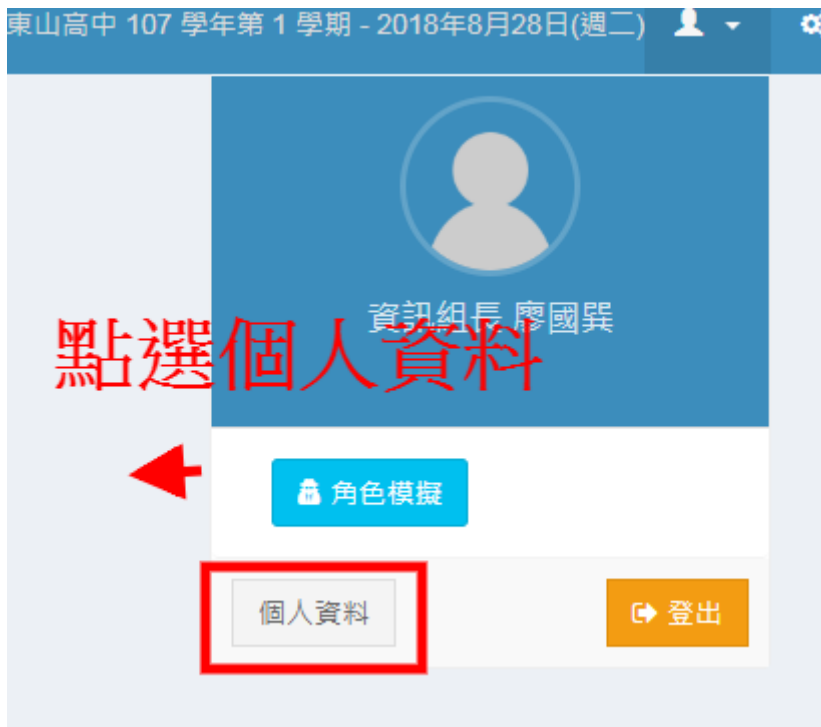 東山高中 107 學年第 1 學期 - 2018年8月28日(週二)
資訊組長 廖國巽
點選個人資料
角色模擬
個人資料
登出